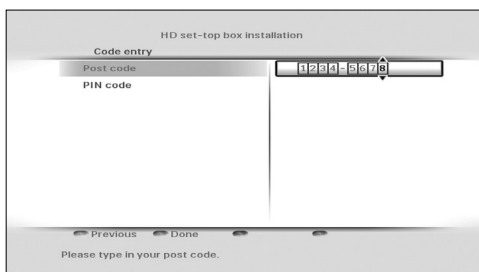 HD set-top box installation
Code entry
Post code 1234-5678
PIN code
Previous Done
Please type in your post code.